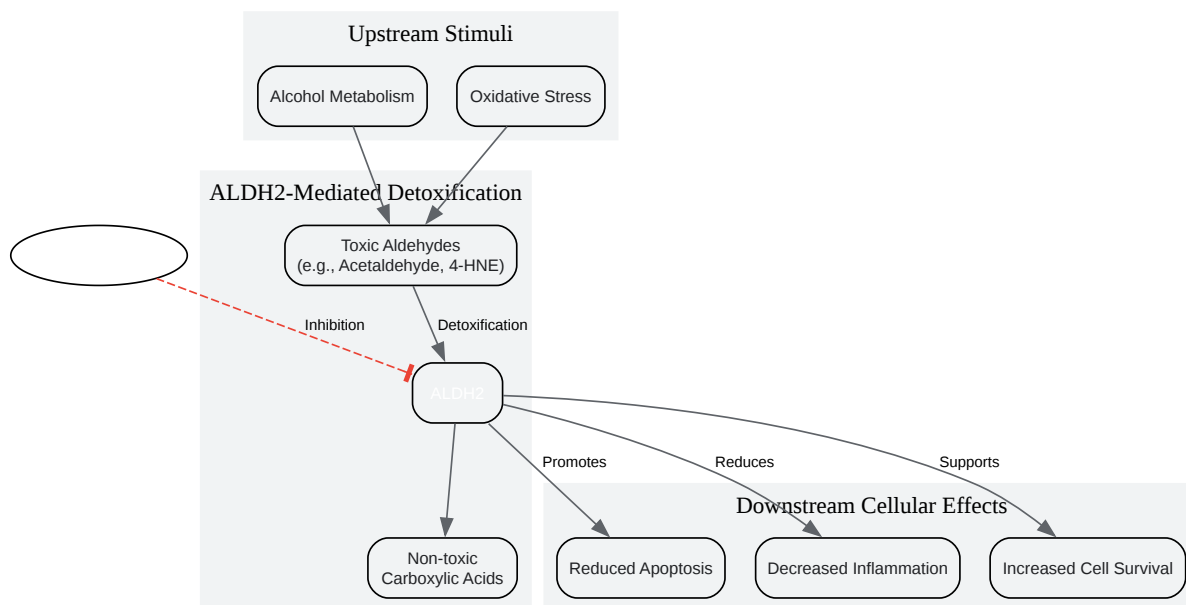 Upstream Stimuli
Alcohol Metabolism
Oxidative Stress
ALDH2-Mediated Detoxification
Toxic Aldehydes
(e.g., Acetaldehyde, 4-HNE)
Inhibition
Detoxification
ALDH2
Promotes
Reduces
Supports
Downstream Cellular Effects
Non-toxic
Carboxylic Acids
Reduced Apoptosis
Decreased Inflammation
Increased Cell Survival